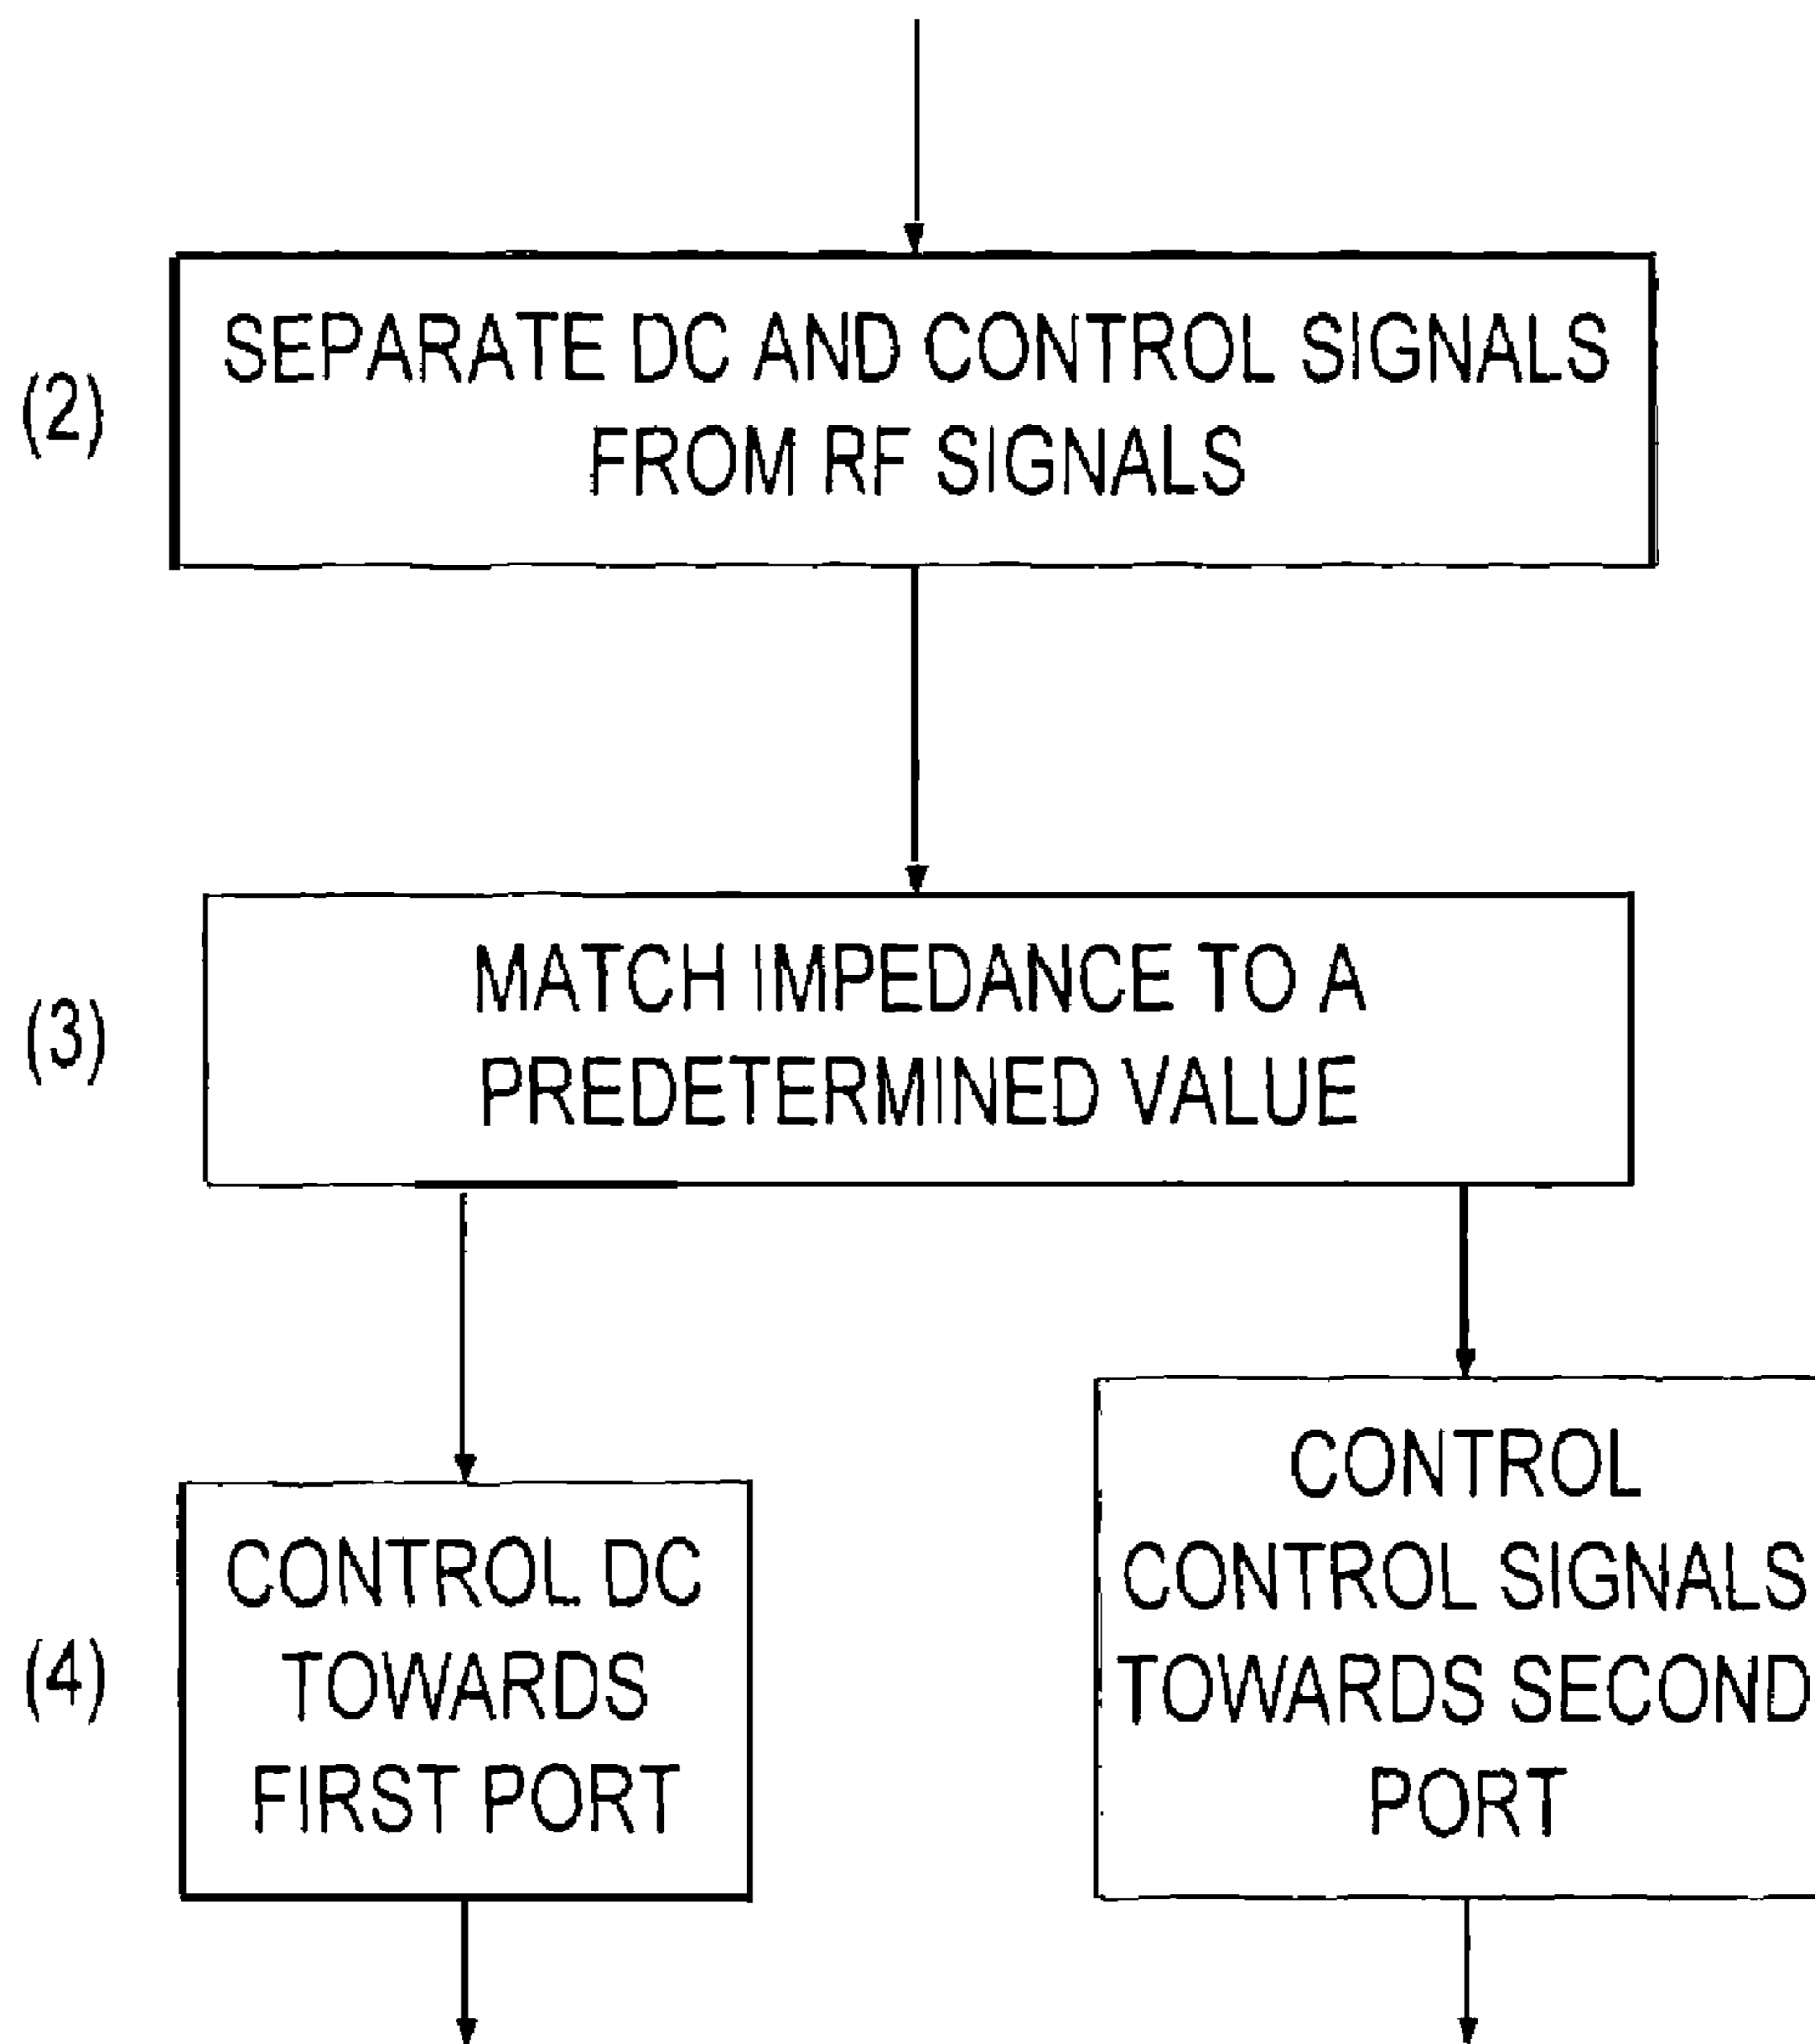 (2)
SEPARATE DC AND CONTROL SIGNALS
FROM RF SIGNALS
(3)
MATCH IMPEDANCE TO A
PREDETERMINED VALUE
(4)
CONTROL DC
TOWARDS
FIRST PORT
CONTROL
CONTROL SIGNALS
TOWARDS SECOND
PORT